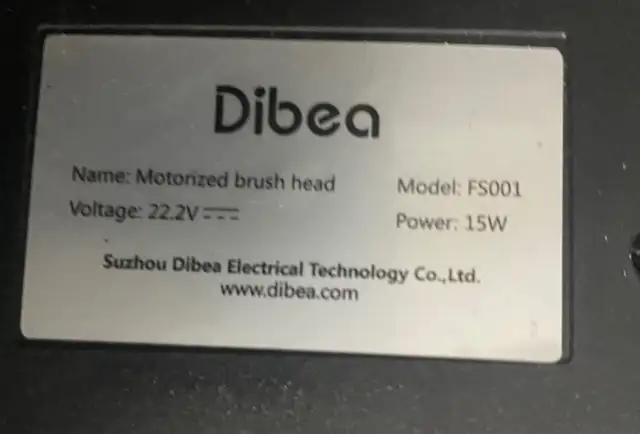 Dibea
Name: Motorized brush head Model: FS001
Voltage: 22.2V ⎓ Power: 15W
Suzhou Dibea Electrical Technology Co.,Ltd.
www.dibea.com